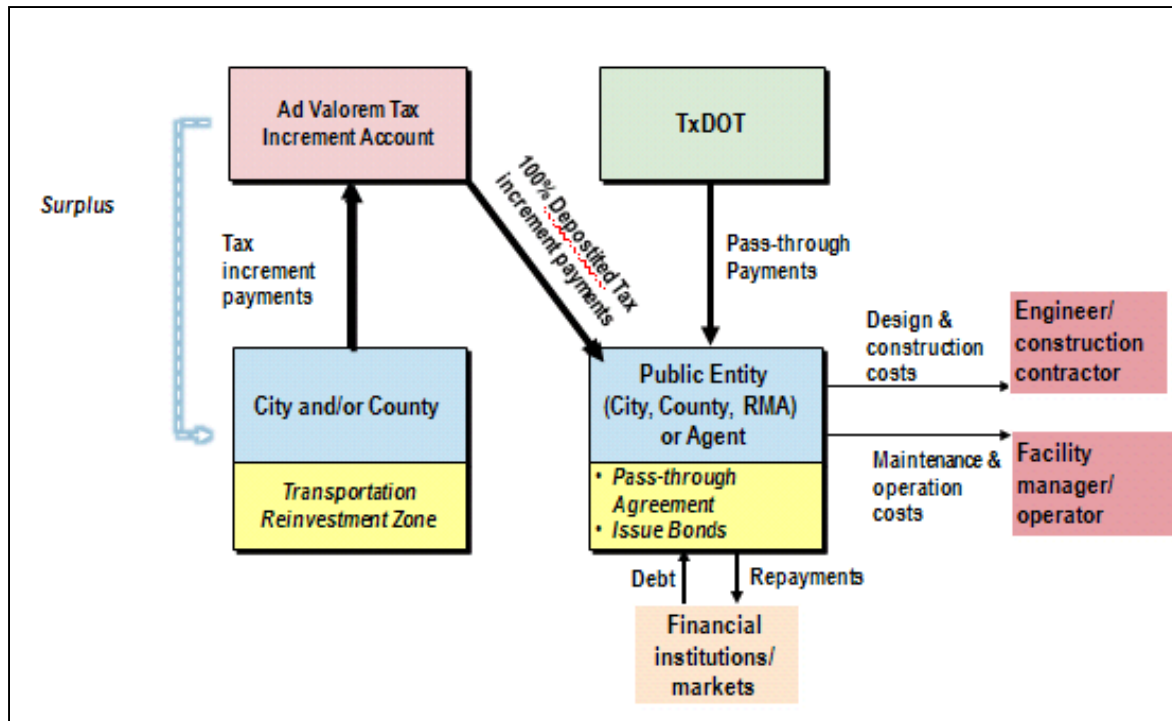 Ad Valorem Tax
Increment Account
TxDOT
Surplus
Tax
increment
payments
100% Depostited Tax
increment payments
Pass-through
Payments
City and/or County
Transportation
Reinvestment Zone
Public Entity
(City, County, RMA)
or Agent
• Pass-through
Agreement
• Issue Bonds
Design &
construction
costs
Engineer/
construction
contractor
Maintenance &
operation
costs
Facility
manager/
operator
Debt
Repayments
Financial
institutions/
markets